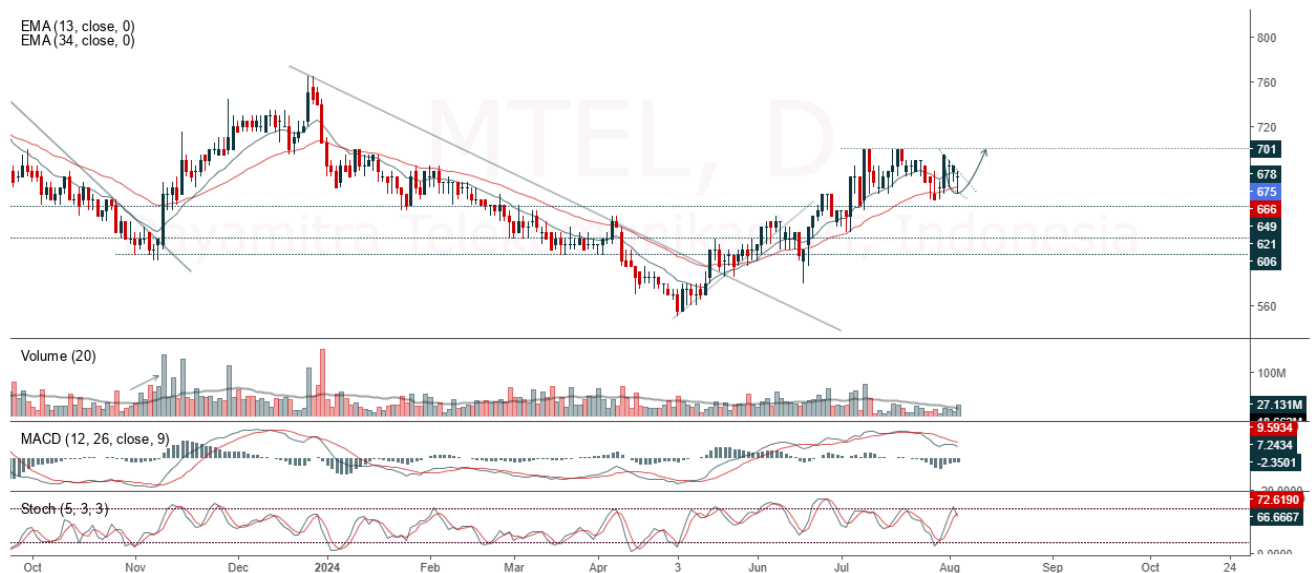 EMA (13, close, 0)
EMA (34, close, 0)
MTEL, D
Indonesia
800
760
720
701
678
675
666
649
621
606
560
Volume (20)
100M
27.131M
MACD (12, 26, close, 9)
9.5934
7.2434
-2.3501
Stoch (5, 3, 3)
72.6190
66.6667
Oct Nov Dec 2024 Feb Mar Apr 3 Jun Jul Aug Sep Oct 24